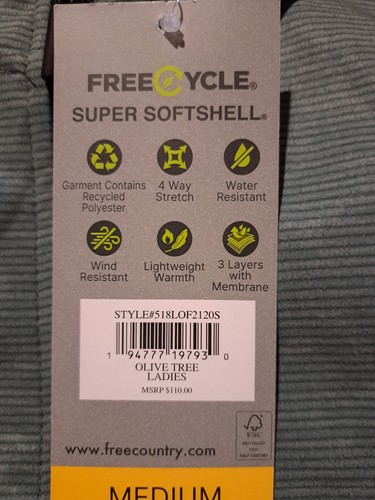 FREECYCLE®
SUPER SOFTSHELL®
Garment Contains
Recycled
Polyester
4 Way
Stretch
Water
Resistant
Wind
Resistant
Lightweight
Warmth
3 Layers
with
Membrane
STYLE#518LOF2120S
1 94777 19793 0
OLIVE TREE
LADIES
MSRP $110.00
FSC
www.freecountry.com
MEDIUM